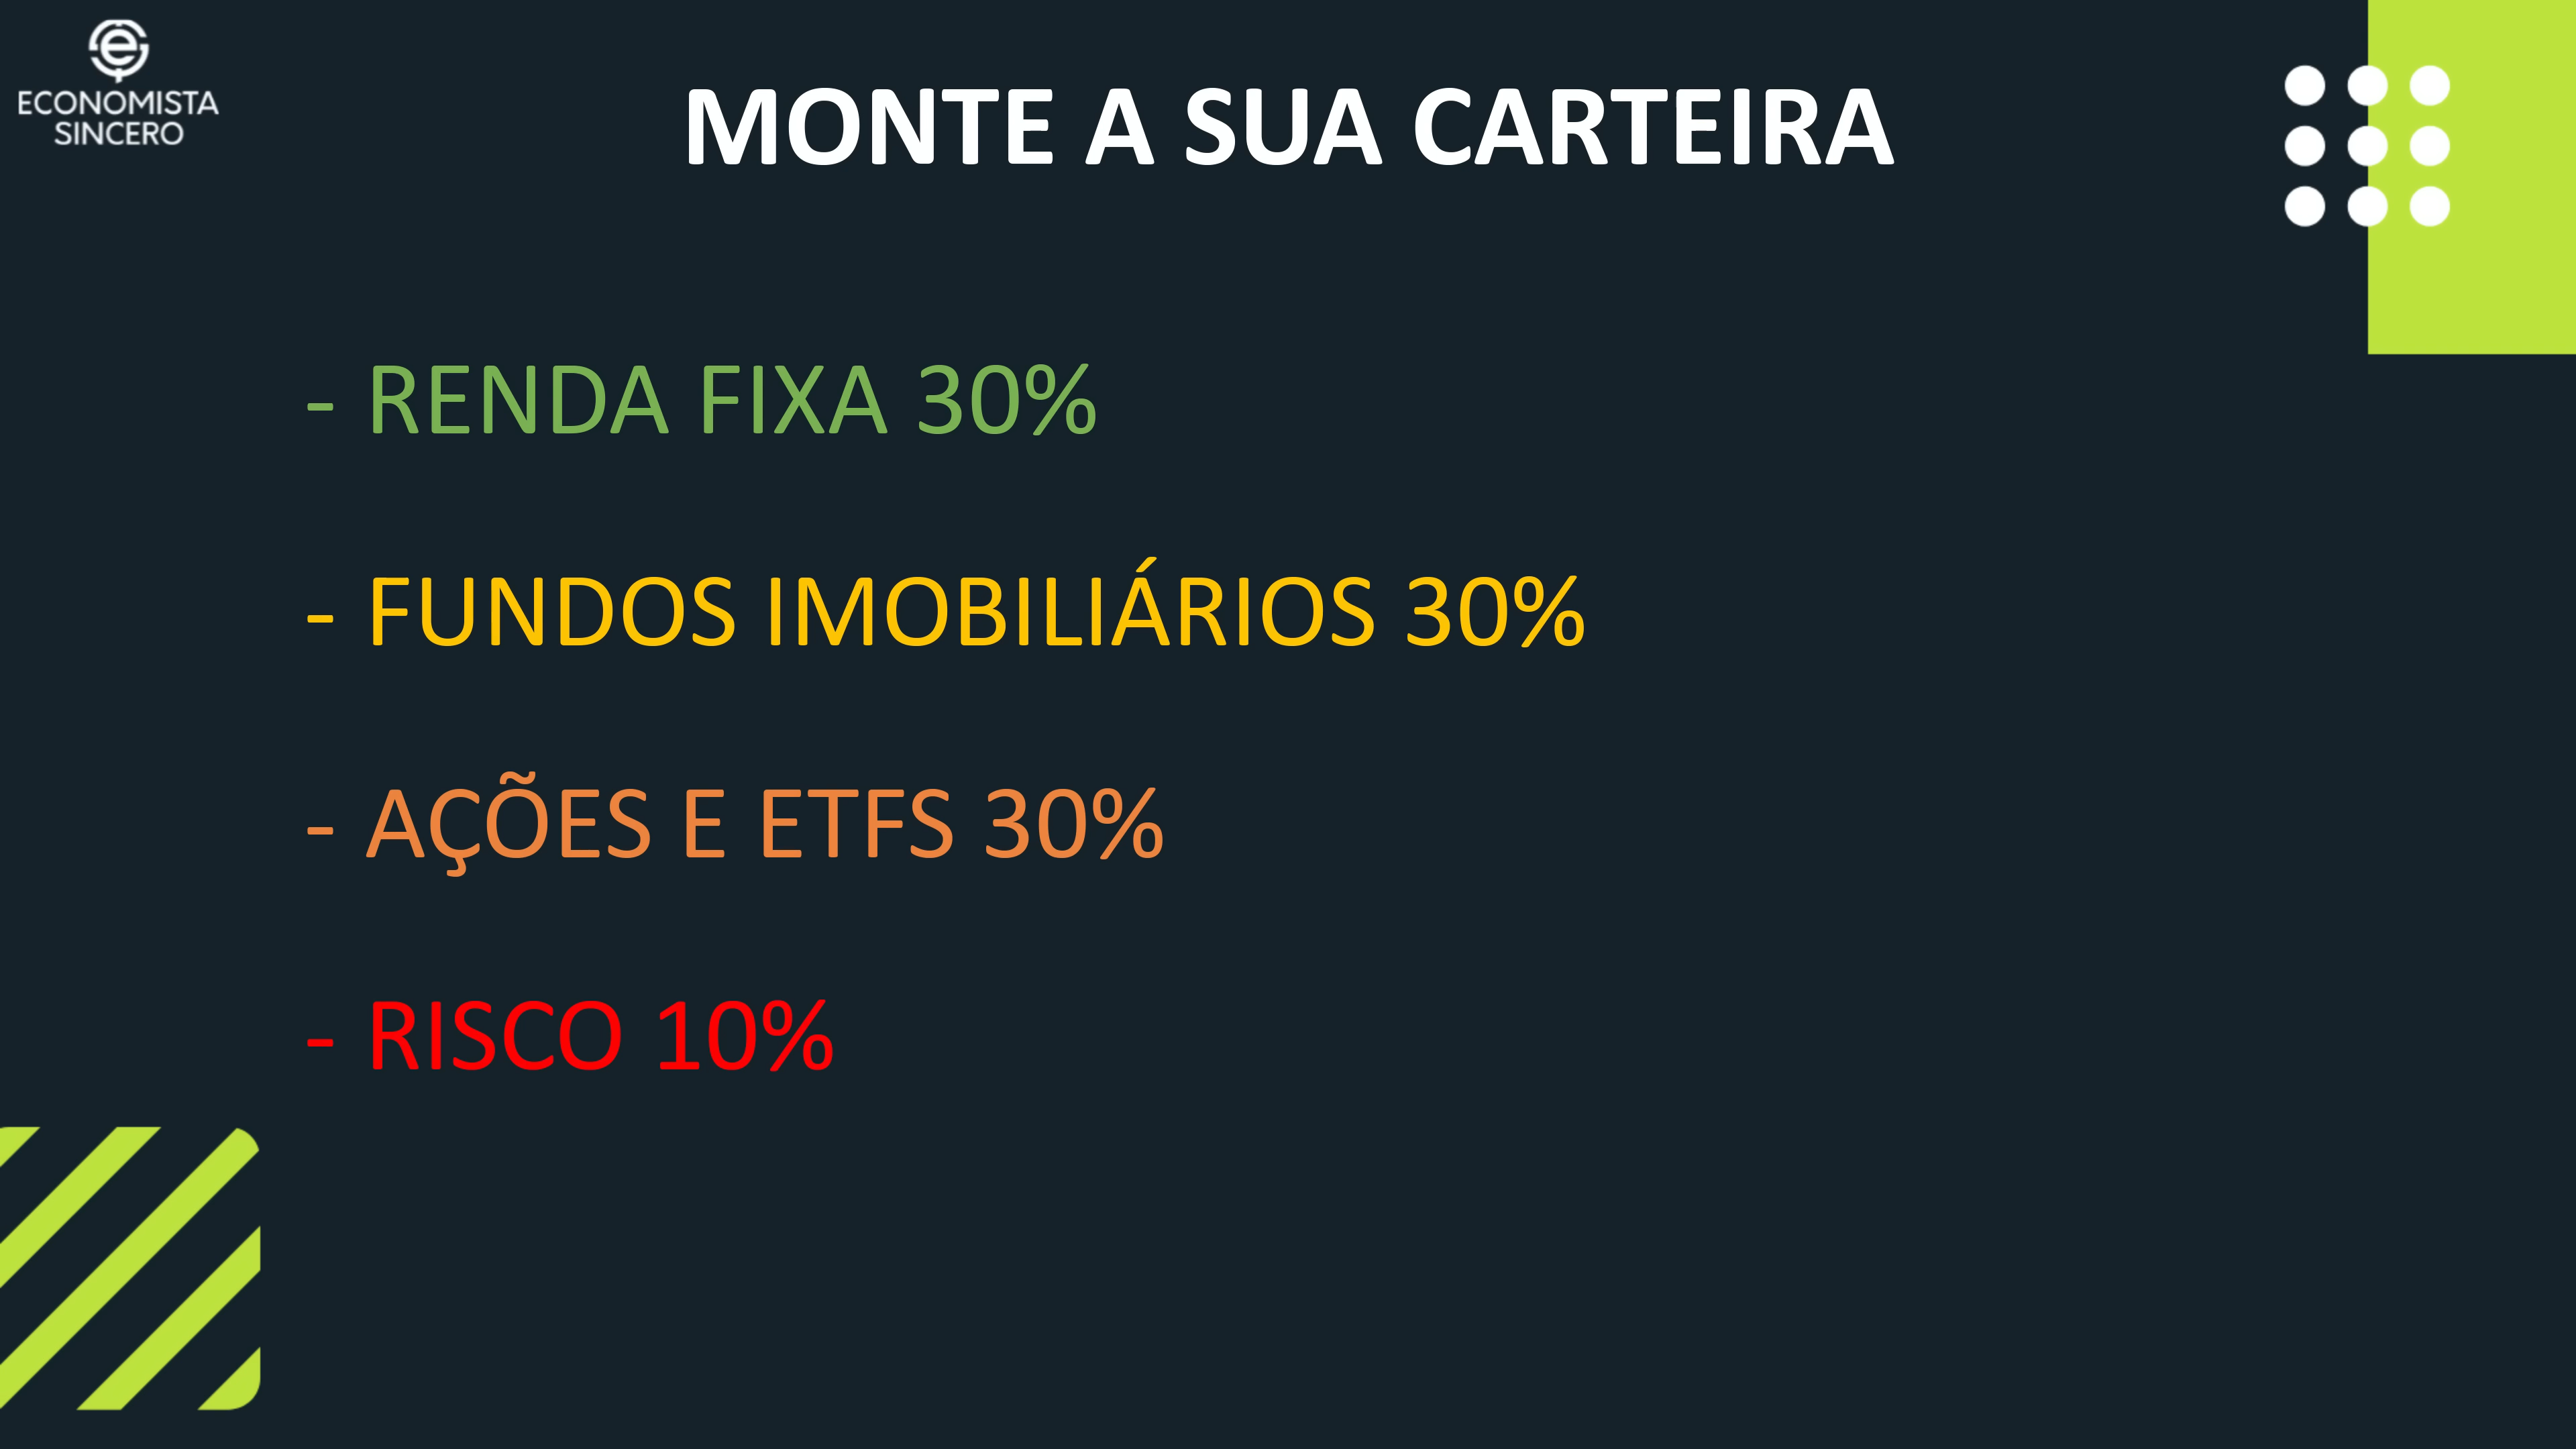 ECONOMISTA
SINCERO
MONTE A SUA CARTEIRA
- RENDA FIXA 30%
- FUNDOS IMOBILIÁRIOS 30%
- AÇÕES E ETFS 30%
- RISCO 10%